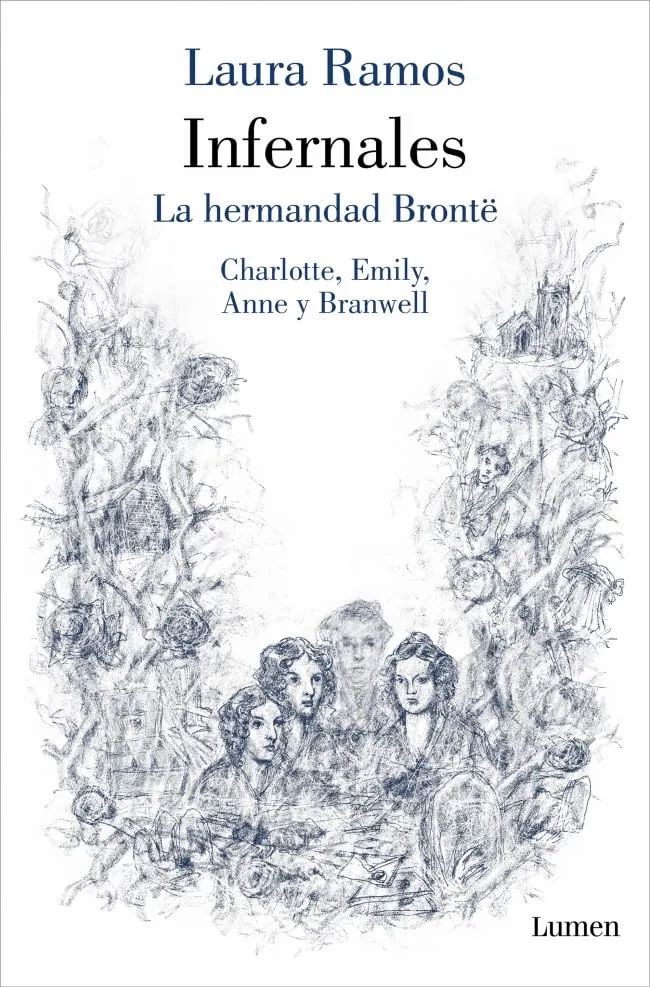 Laura Ramos
Infernales
La hermandad Brontë
Charlotte, Emily,
Anne y Branwell
Lumen